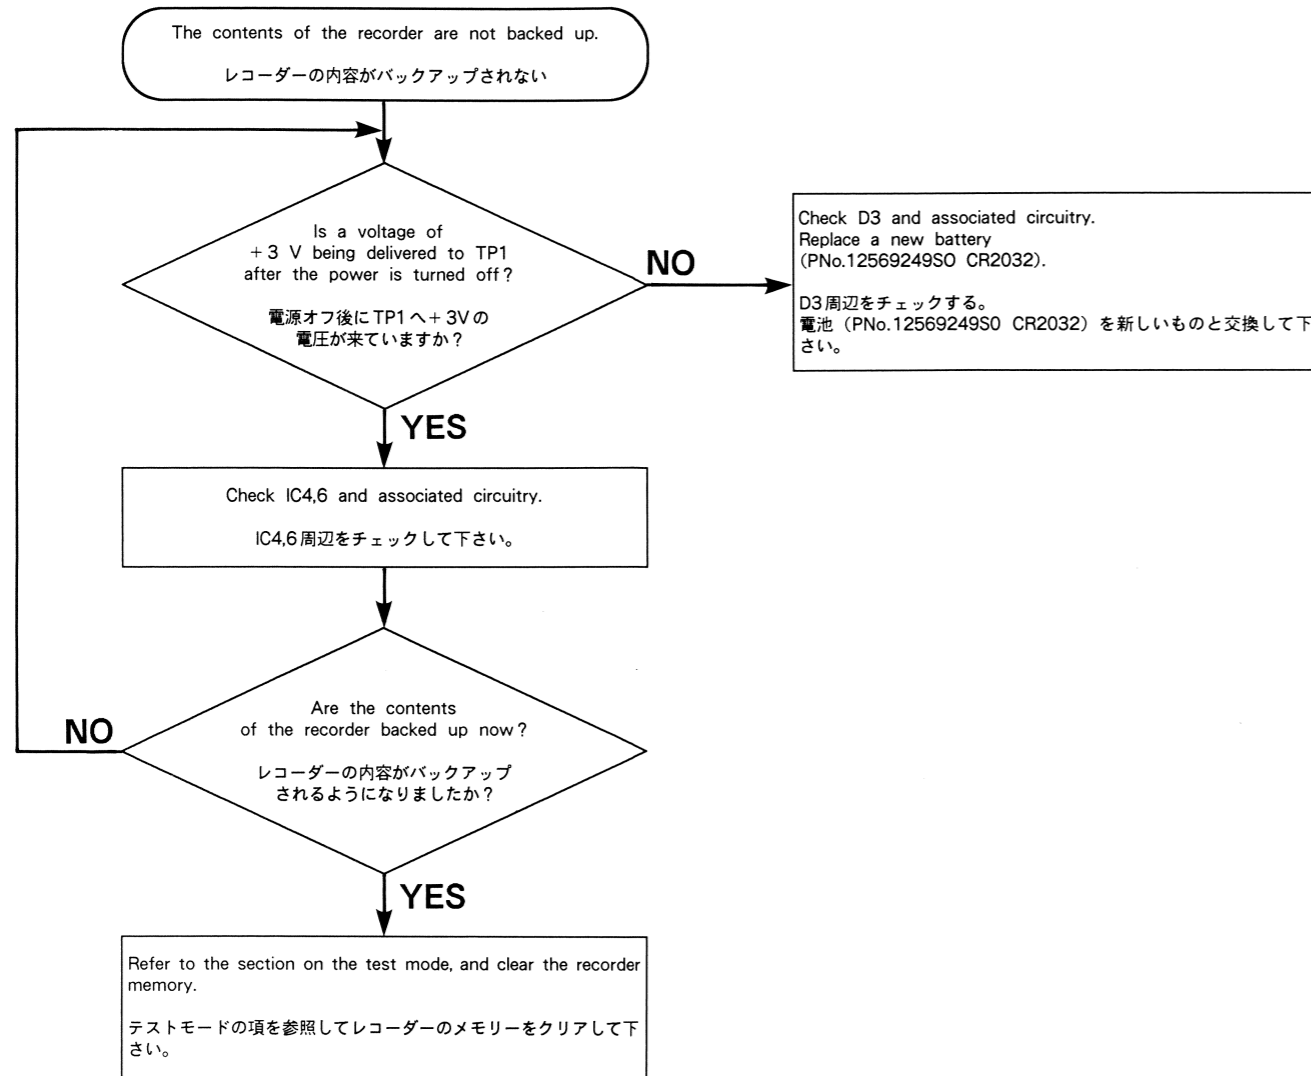 The contents of the recorder are not backed up.
レコーダーの内容がバックアップされない
Is a voltage of
+3 V being delivered to TP1
after the power is turned off?
電源オフ後にTP1へ+3Vの
電圧が来ていますか?
NO
Check D3 and associated circuitry.
Replace a new battery
(PNo.12569249S0 CR2032).
D3周辺をチェックする。
電池(PNo.12569249S0 CR2032)を新しいものと交換して下
さい。
YES
Check IC4,6 and associated circuitry.
IC4,6周辺をチェックして下さい。
Are the contents
of the recorder backed up now?
レコーダーの内容がバックアップ
されるようになりましたか?
NO
YES
Refer to the section on the test mode, and clear the recorder
memory.
テストモードの項を参照してレコーダーのメモリーをクリアして下
さい。